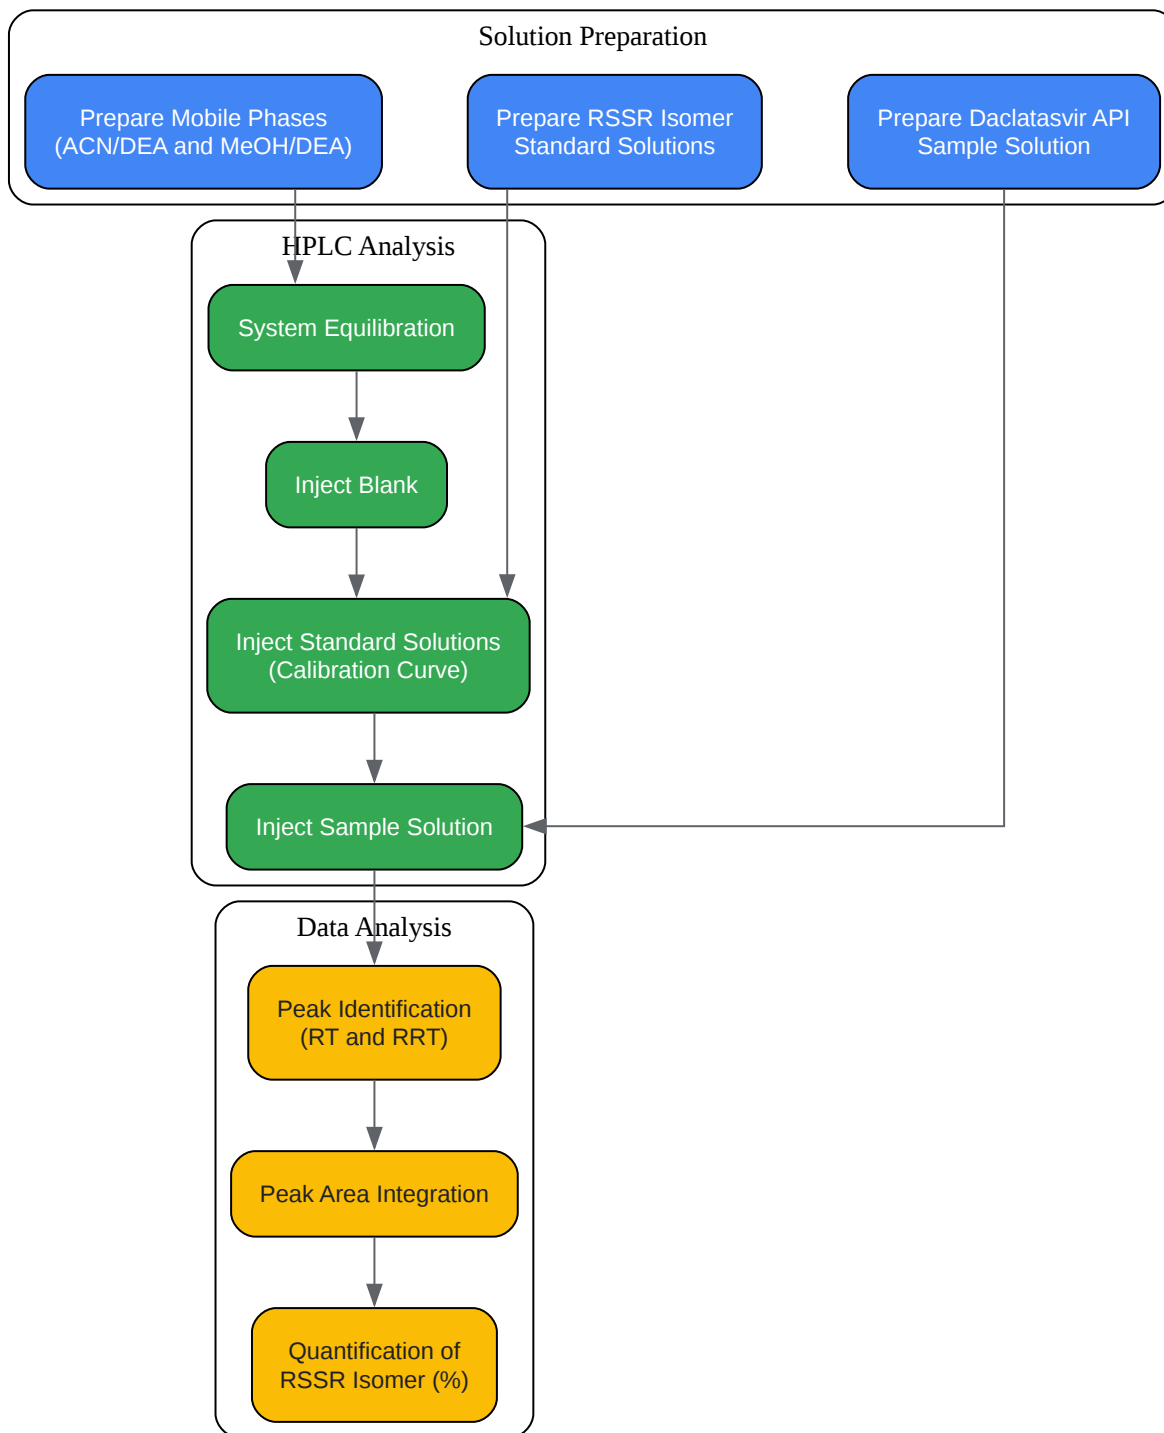 Solution Preparation
Prepare Mobile Phases
(ACN/DEA and MeOH/DEA)
Prepare RSSR Isomer
Standard Solutions
Prepare Daclatasvir API
Sample Solution
HPLC Analysis
System Equilibration
Inject Blank
Inject Standard Solutions
(Calibration Curve)
Inject Sample Solution
Data Analysis
Peak Identification
(RT and RRT)
Peak Area Integration
Quantification of
RSSR Isomer (%)